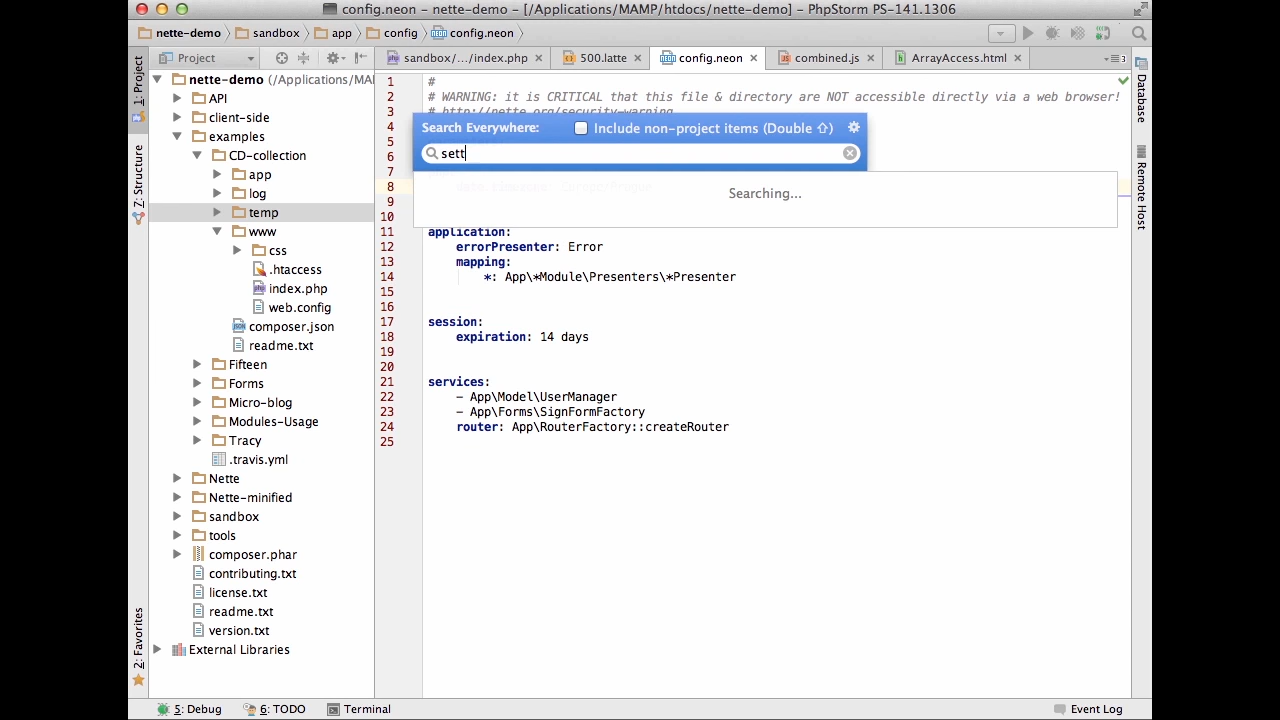 config.neon - nette-demo - [/Applications/MAMP/htdocs/nette-demo] - PhpStorm PS-141.1306
nette-demo sandbox app config config.neon
Project
sandbox/.../index.php 500.latte config.neon combined.js ArrayAccess.html
3
1: Project
Z: Structure
2: Favorites
nette-demo (/Applications/MAM
API
client-side
examples
CD-collection
app
log
temp
www
css
.htaccess
index.php
web.config
composer.json
readme.txt
Fifteen
Forms
Micro-blog
Modules-Usage
Tracy
.travis.yml
Nette
Nette-minified
sandbox
tools
composer.phar
contributing.txt
license.txt
readme.txt
version.txt
External Libraries
1 #
2 # WARNING: it is CRITICAL that this file & directory are NOT accessible directly via a web browser!
3 # http://nette.org/security-warning
4
Search Everywhere: Include non-project items (Double ⇧)
5
6
sett
7
8
Searching...
9
10
11 application:
12 errorPresenter: Error
13 mapping:
14 *: App\*Module\Presenters\*Presenter
15
16
17 session:
18 expiration: 14 days
19
20
21 services:
22 - App\Model\UserManager
23 - App\Forms\SignFormFactory
24 router: App\RouterFactory::createRouter
25
Database
Remote Host
5: Debug 6: TODO Terminal Event Log